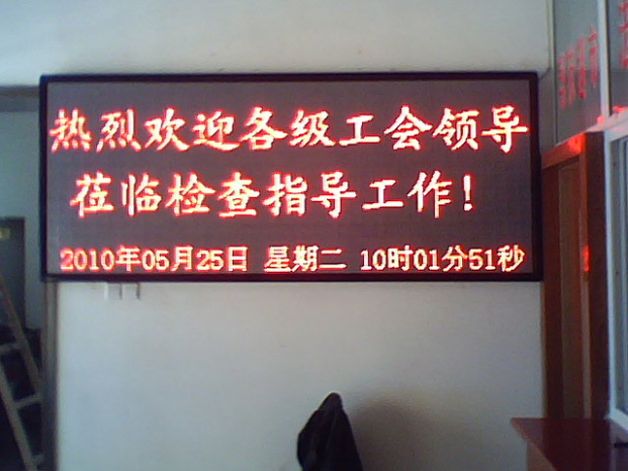 热烈欢迎各级工会领导
莅临检查指导工作!
2010年05月25日 星期二 10时01分51秒